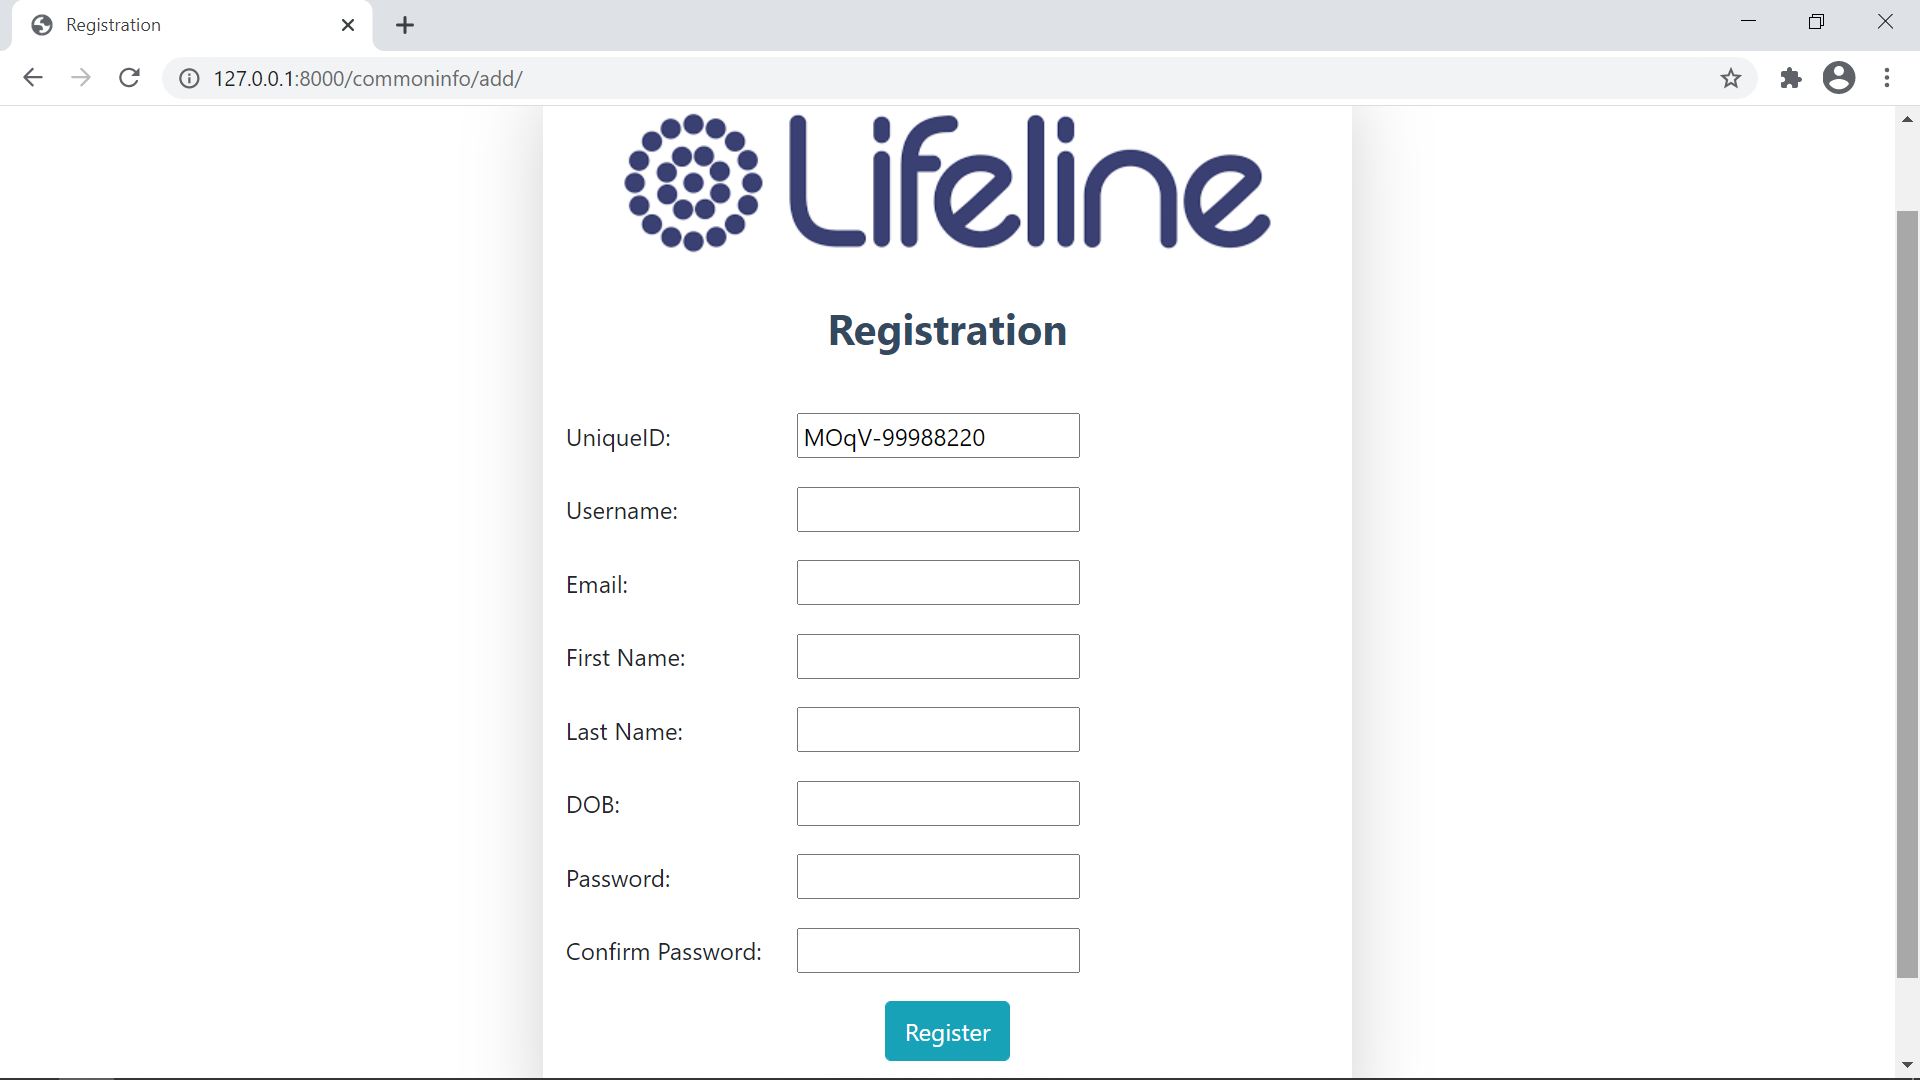 Registration
127.0.0.1:8000/commoninfo/add/
Lifeline
Registration
UniqueID: MOqV-99988220
Username:
Email:
First Name:
Last Name:
DOB:
Password:
Confirm Password:
Register